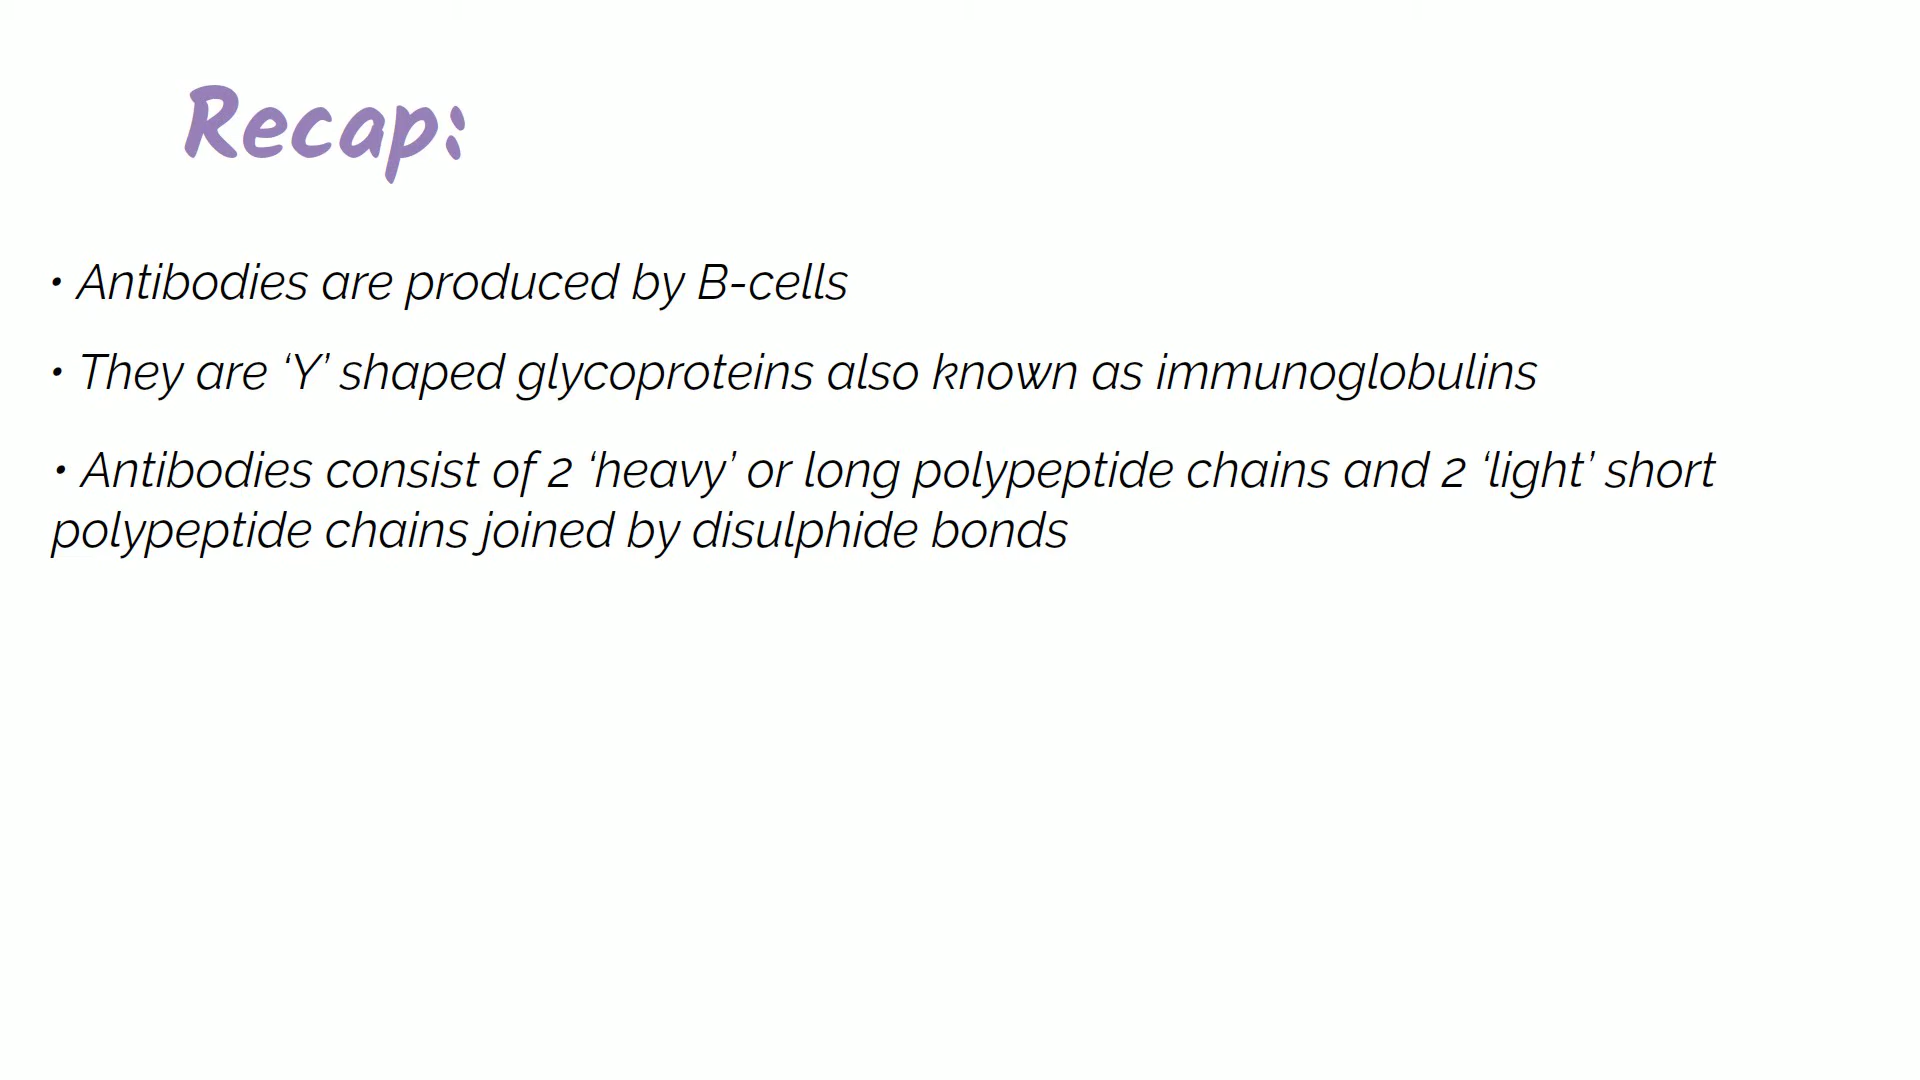 Recap:
• Antibodies are produced by B-cells
• They are ‘Y’ shaped glycoproteins also known as immunoglobulins
• Antibodies consist of 2 ‘heavy’ or long polypeptide chains and 2 ‘light’ short
polypeptide chains joined by disulphide bonds